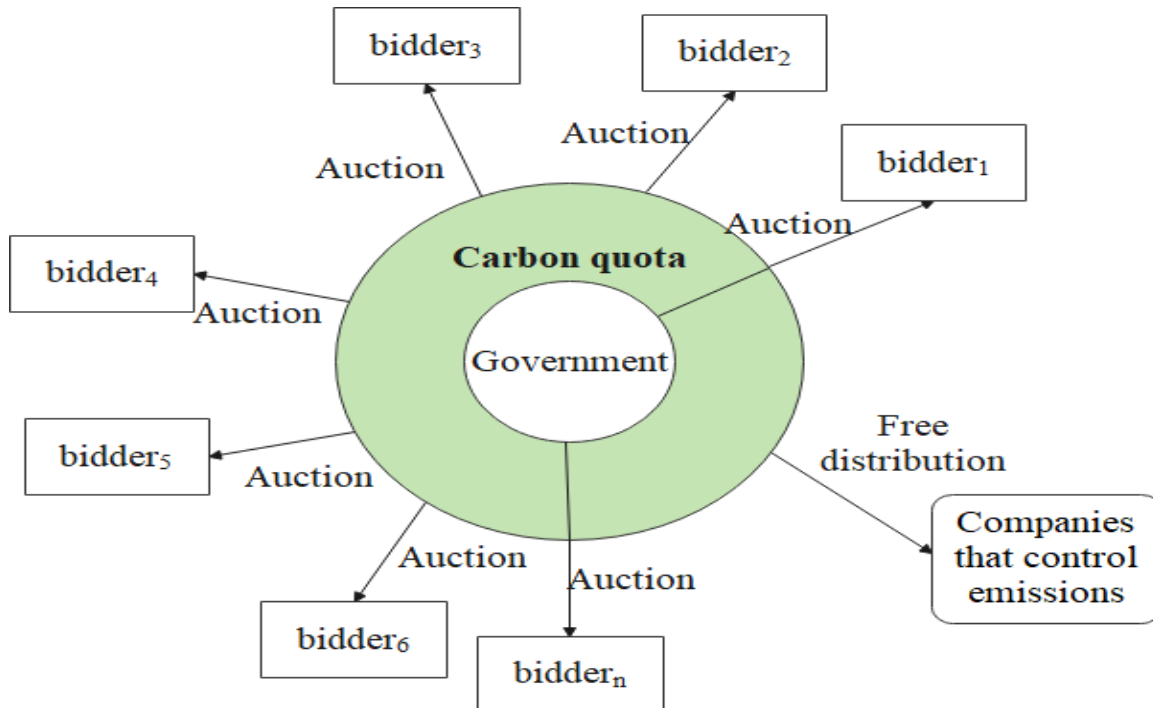 bidder₃
bidder₂
Auction
bidder₁
Auction
Auction
Carbon quota
bidder₄
Auction
Government
Free
distribution
bidder₅
Auction
Companies
that control
emissions
Auction
Auction
bidder₆
bidderₙ